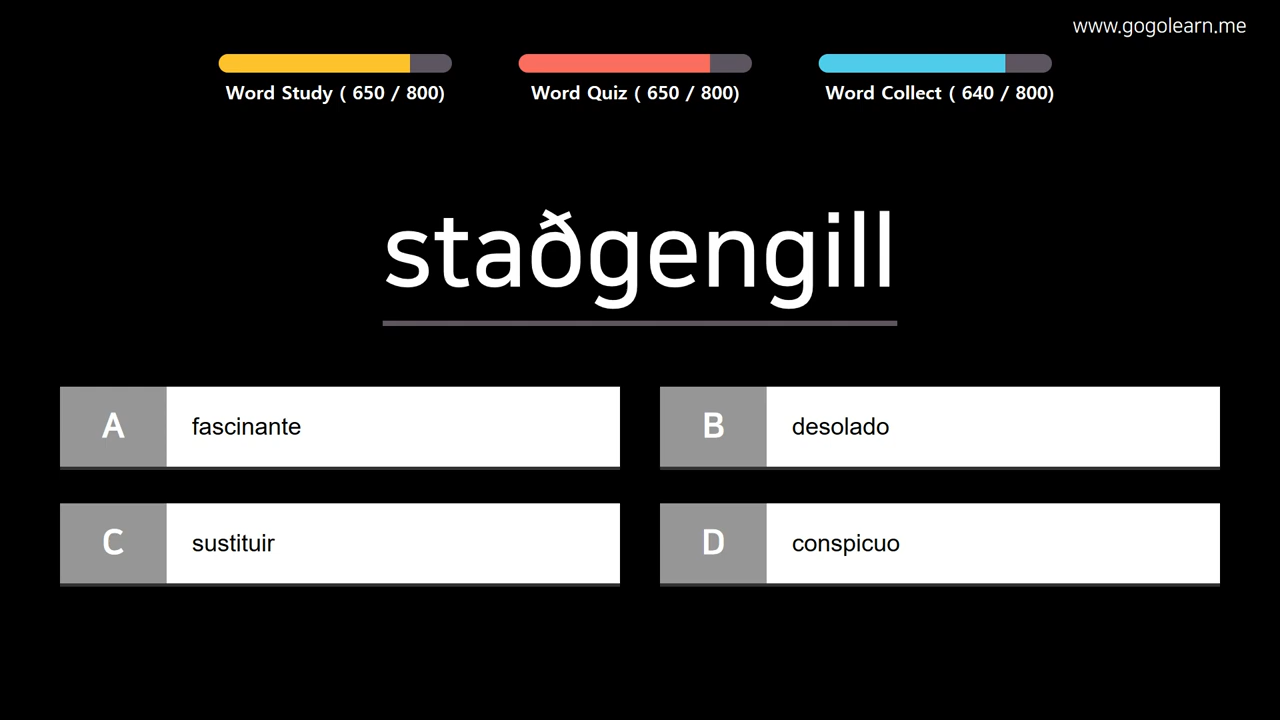 www.gogolearn.me
Word Study ( 650 / 800)
Word Quiz ( 650 / 800)
Word Collect ( 640 / 800)
staðgengill
A fascinante
B desolado
C sustituir
D conspicuo